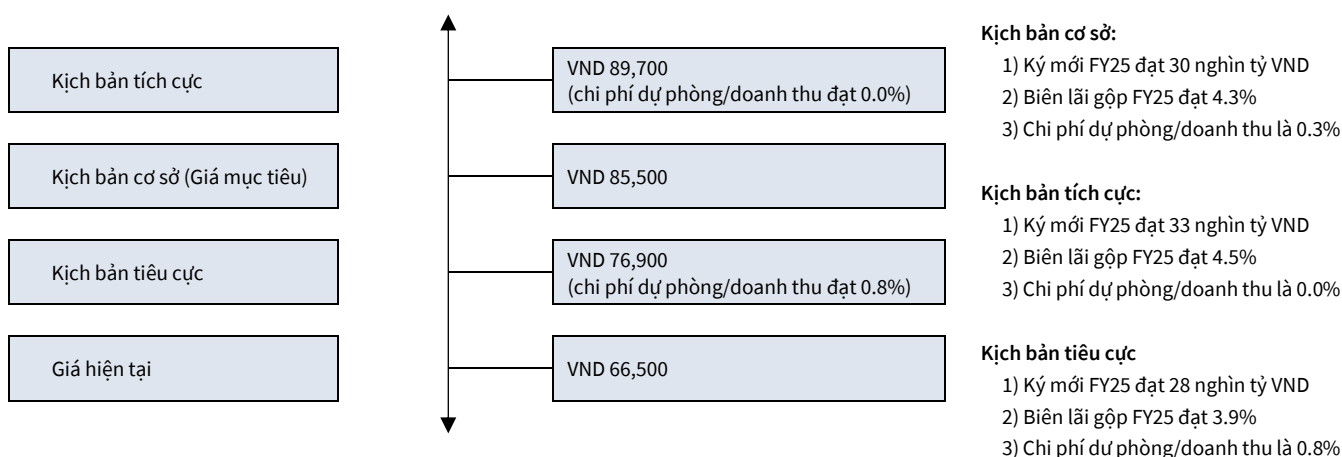 Kịch bản tích cực
VND 89,700
(chi phí dự phòng/doanh thu đạt 0.0%)
Kịch bản cơ sở (Giá mục tiêu)
VND 85,500
Kịch bản tiêu cực
VND 76,900
(chi phí dự phòng/doanh thu đạt 0.8%)
Giá hiện tại
VND 66,500
Kịch bản cơ sở:
1) Ký mới FY25 đạt 30 nghìn tỷ VND
2) Biên lãi gộp FY25 đạt 4.3%
3) Chi phí dự phòng/doanh thu là 0.3%
Kịch bản tích cực:
1) Ký mới FY25 đạt 33 nghìn tỷ VND
2) Biên lãi gộp FY25 đạt 4.5%
3) Chi phí dự phòng/doanh thu là 0.0%
Kịch bản tiêu cực
1) Ký mới FY25 đạt 28 nghìn tỷ VND
2) Biên lãi gộp FY25 đạt 3.9%
3) Chi phí dự phòng/doanh thu là 0.8%